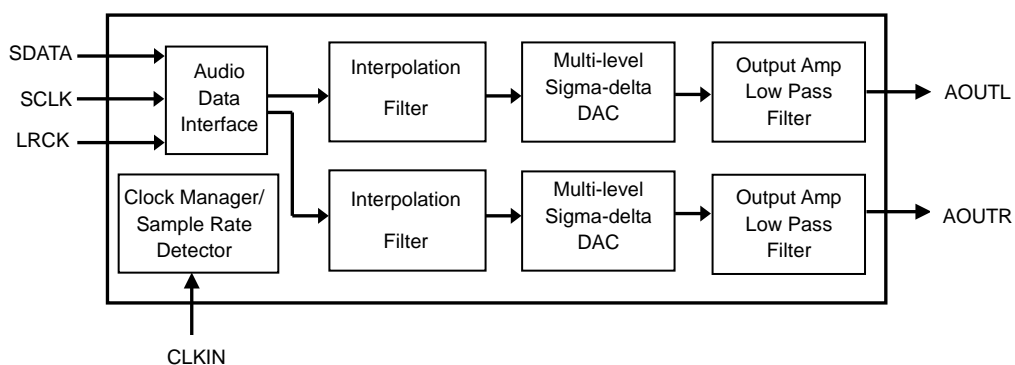 SDATA
SCLK
LRCK
Audio
Data
Interface
Interpolation
Filter
Multi-level
Sigma-delta
DAC
Output Amp
Low Pass
Filter
AOUTL
Clock Manager/
Sample Rate
Detector
Interpolation
Filter
Multi-level
Sigma-delta
DAC
Output Amp
Low Pass
Filter
AOUTR
CLKIN